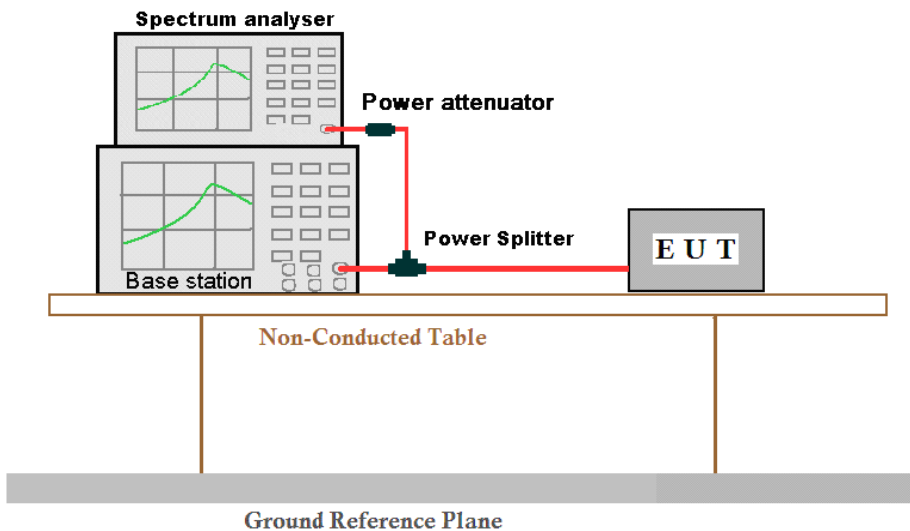 Spectrum analyser
Power attenuator
Power Splitter
E U T
Base station
Non-Conducted Table
Ground Reference Plane